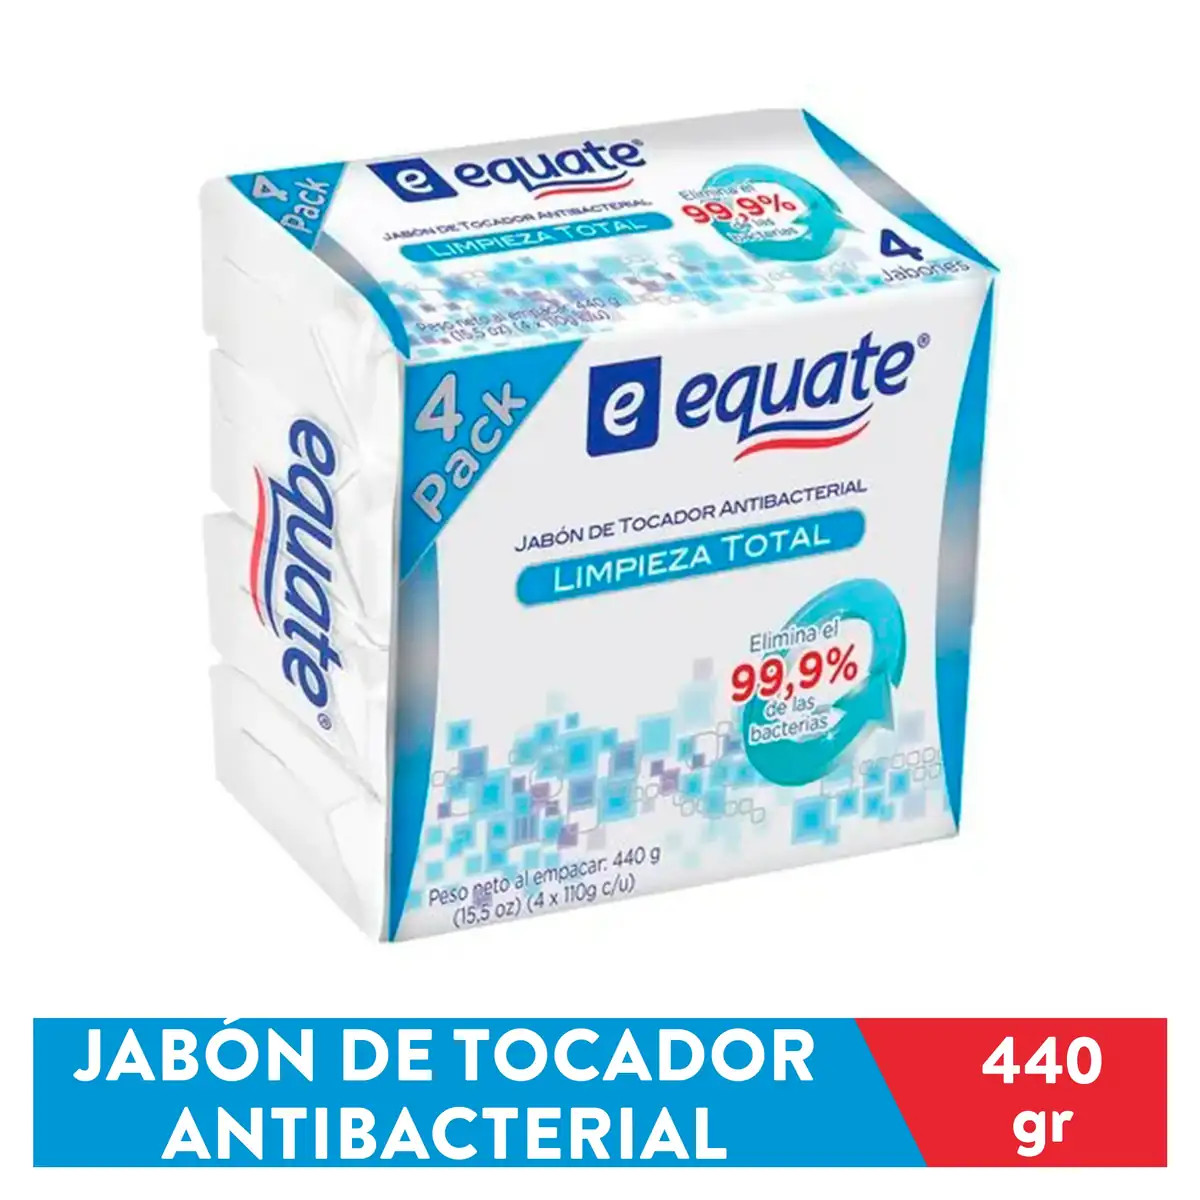 4
Pack
e equate®
JABÓN DE TOCADOR ANTIBACTERIAL
LIMPIEZA TOTAL
Elimina el
99,9%
de las
bacterias
4
Jabones
Peso neto al empacar: 440 g
(15,5 oz) (4 x 110g c/u)
equate®
4
Pack
e equate®
JABÓN DE TOCADOR ANTIBACTERIAL
LIMPIEZA TOTAL
Elimina el
99,9%
de las
bacterias
Peso neto al empacar: 440 g
(15,5 oz) (4 x 110g c/u)
JABÓN DE TOCADOR
ANTIBACTERIAL
440
gr